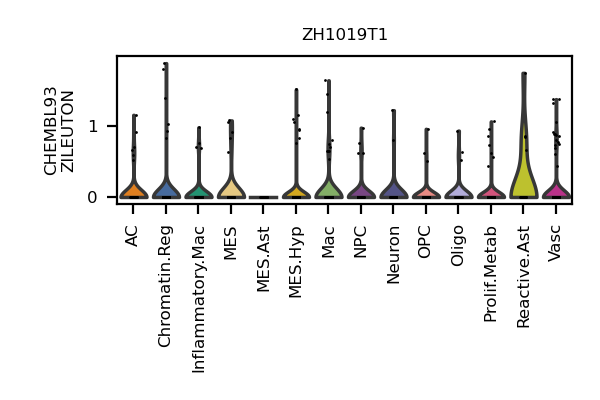 ZH1019T1
CHEMBL93
ZILEUTON
1
0
AC
Chromatin.Reg
Inflammatory.Mac
MES
MES.Ast
MES.Hyp
Mac
NPC
Neuron
OPC
Oligo
Prolif.Metab
Reactive.Ast
Vasc